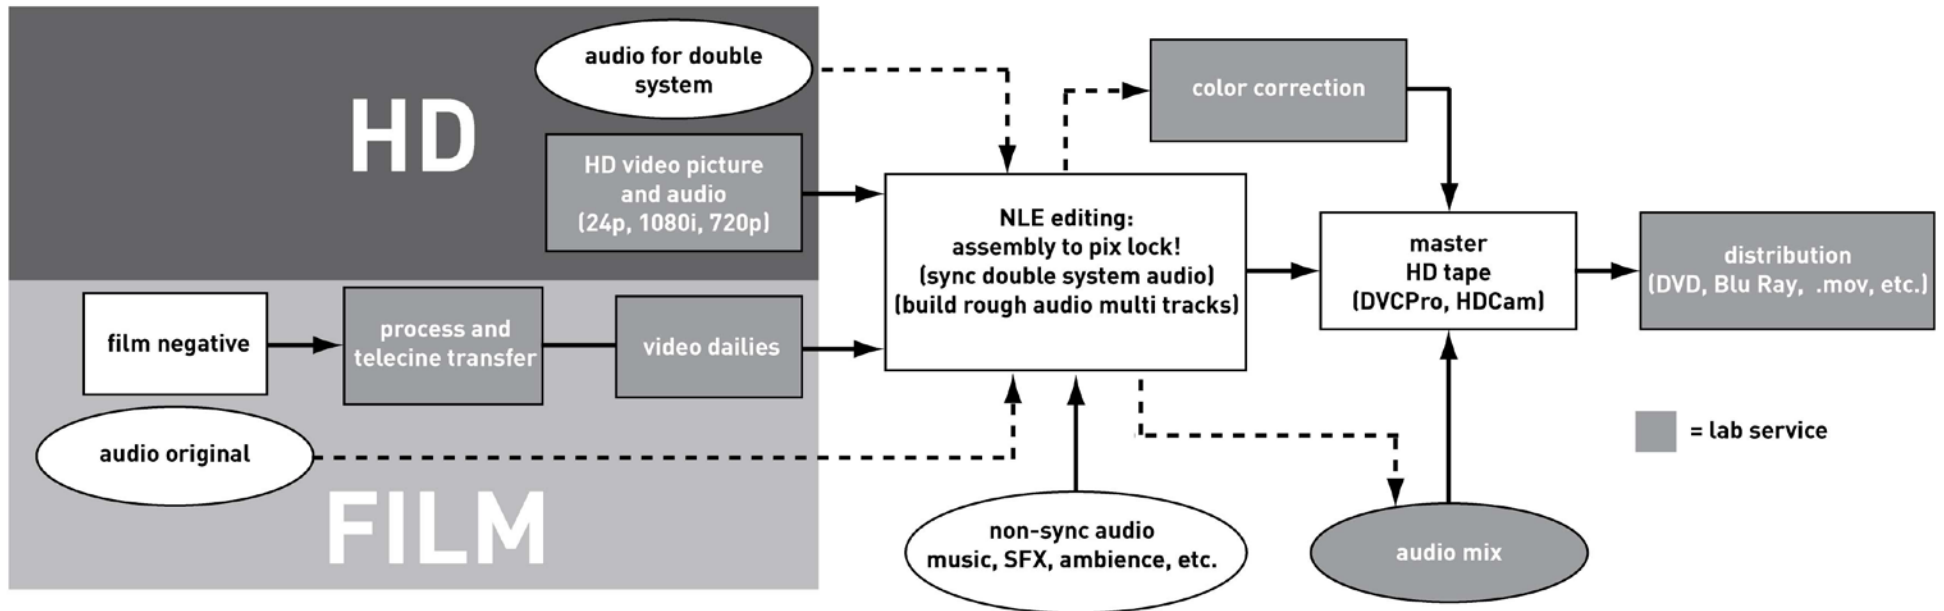 HD
audio for double
system
HD video picture
and audio
(24p, 1080i, 720p)
film negative
process and
telecine transfer
video dailies
audio original
FILM
NLE editing:
assembly to pix lock!
(sync double system audio)
(build rough audio multi tracks)
non-sync audio
music, SFX, ambience, etc.
color correction
master
HD tape
(DVCPro, HDCam)
audio mix
distribution
(DVD, Blu Ray, .mov, etc.)
= lab service